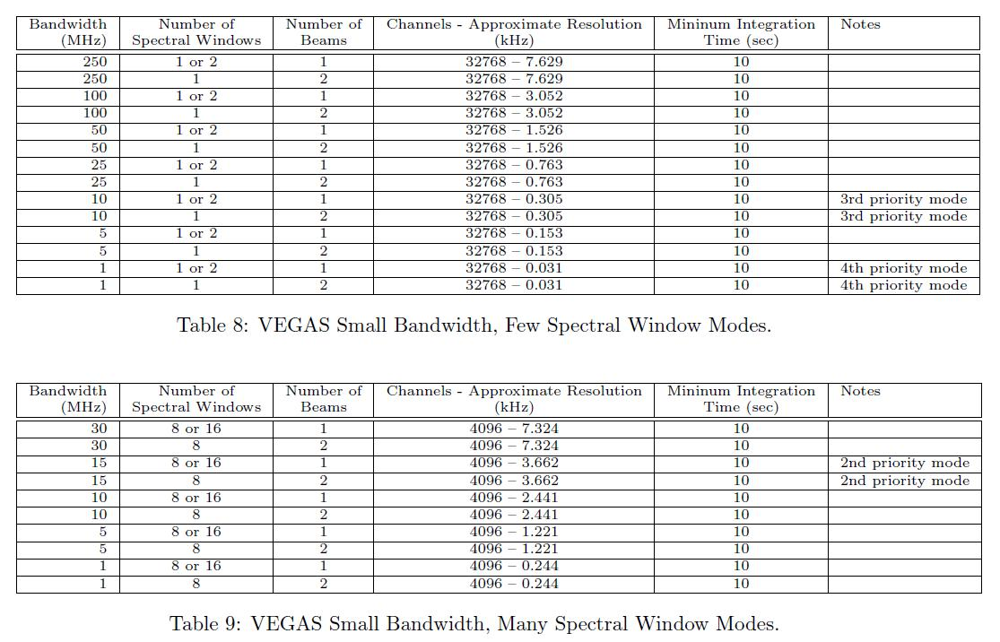 Bandwidth Number of Number of Channels - Approximate Resolution Mininum Integration Notes
(MHz) Spectral Windows Beams (kHz) Time (sec)
250 1 or 2 1 32768 – 7.629 10
250 1 2 32768 – 7.629 10
100 1 or 2 1 32768 – 3.052 10
100 1 2 32768 – 3.052 10
50 1 or 2 1 32768 – 1.526 10
50 1 2 32768 – 1.526 10
25 1 or 2 1 32768 – 0.763 10
25 1 2 32768 – 0.763 10
10 1 or 2 1 32768 – 0.305 10 3rd priority mode
10 1 2 32768 – 0.305 10 3rd priority mode
5 1 or 2 1 32768 – 0.153 10
5 1 2 32768 – 0.153 10
1 1 or 2 1 32768 – 0.031 10 4th priority mode
1 1 2 32768 – 0.031 10 4th priority mode
Table 8: VEGAS Small Bandwidth, Few Spectral Window Modes.
Bandwidth Number of Number of Channels - Approximate Resolution Mininum Integration Notes
(MHz) Spectral Windows Beams (kHz) Time (sec)
30 8 or 16 1 4096 – 7.324 10
30 8 2 4096 – 7.324 10
15 8 or 16 1 4096 – 3.662 10 2nd priority mode
15 8 2 4096 – 3.662 10 2nd priority mode
10 8 or 16 1 4096 – 2.441 10
10 8 2 4096 – 2.441 10
5 8 or 16 1 4096 – 1.221 10
5 8 2 4096 – 1.221 10
1 8 or 16 1 4096 – 0.244 10
1 8 2 4096 – 0.244 10
Table 9: VEGAS Small Bandwidth, Many Spectral Window Modes.